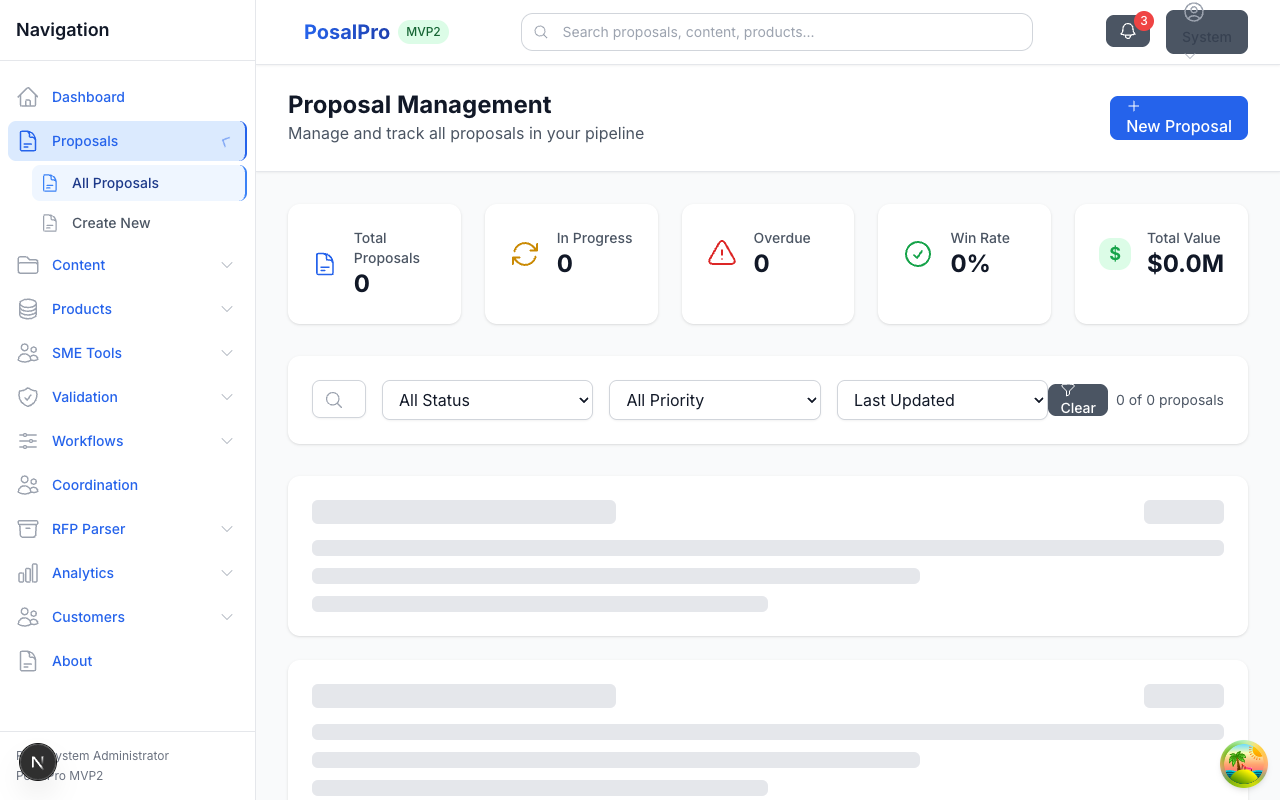 Navigation
PosalPro
MVP2
Search proposals, content, products...
3
System
Dashboard
Proposals
All Proposals
Create New
Content
Products
SME Tools
Validation
Workflows
Coordination
RFP Parser
Analytics
Customers
About
ystem Administrator
ro MVP2
N
Proposal Management
Manage and track all proposals in your pipeline
New Proposal
Total
Proposals
0
In Progress
0
Overdue
0
Win Rate
0%
$
Total Value
$0.0M
All Status
All Priority
Last Updated
Clear
0 of 0 proposals